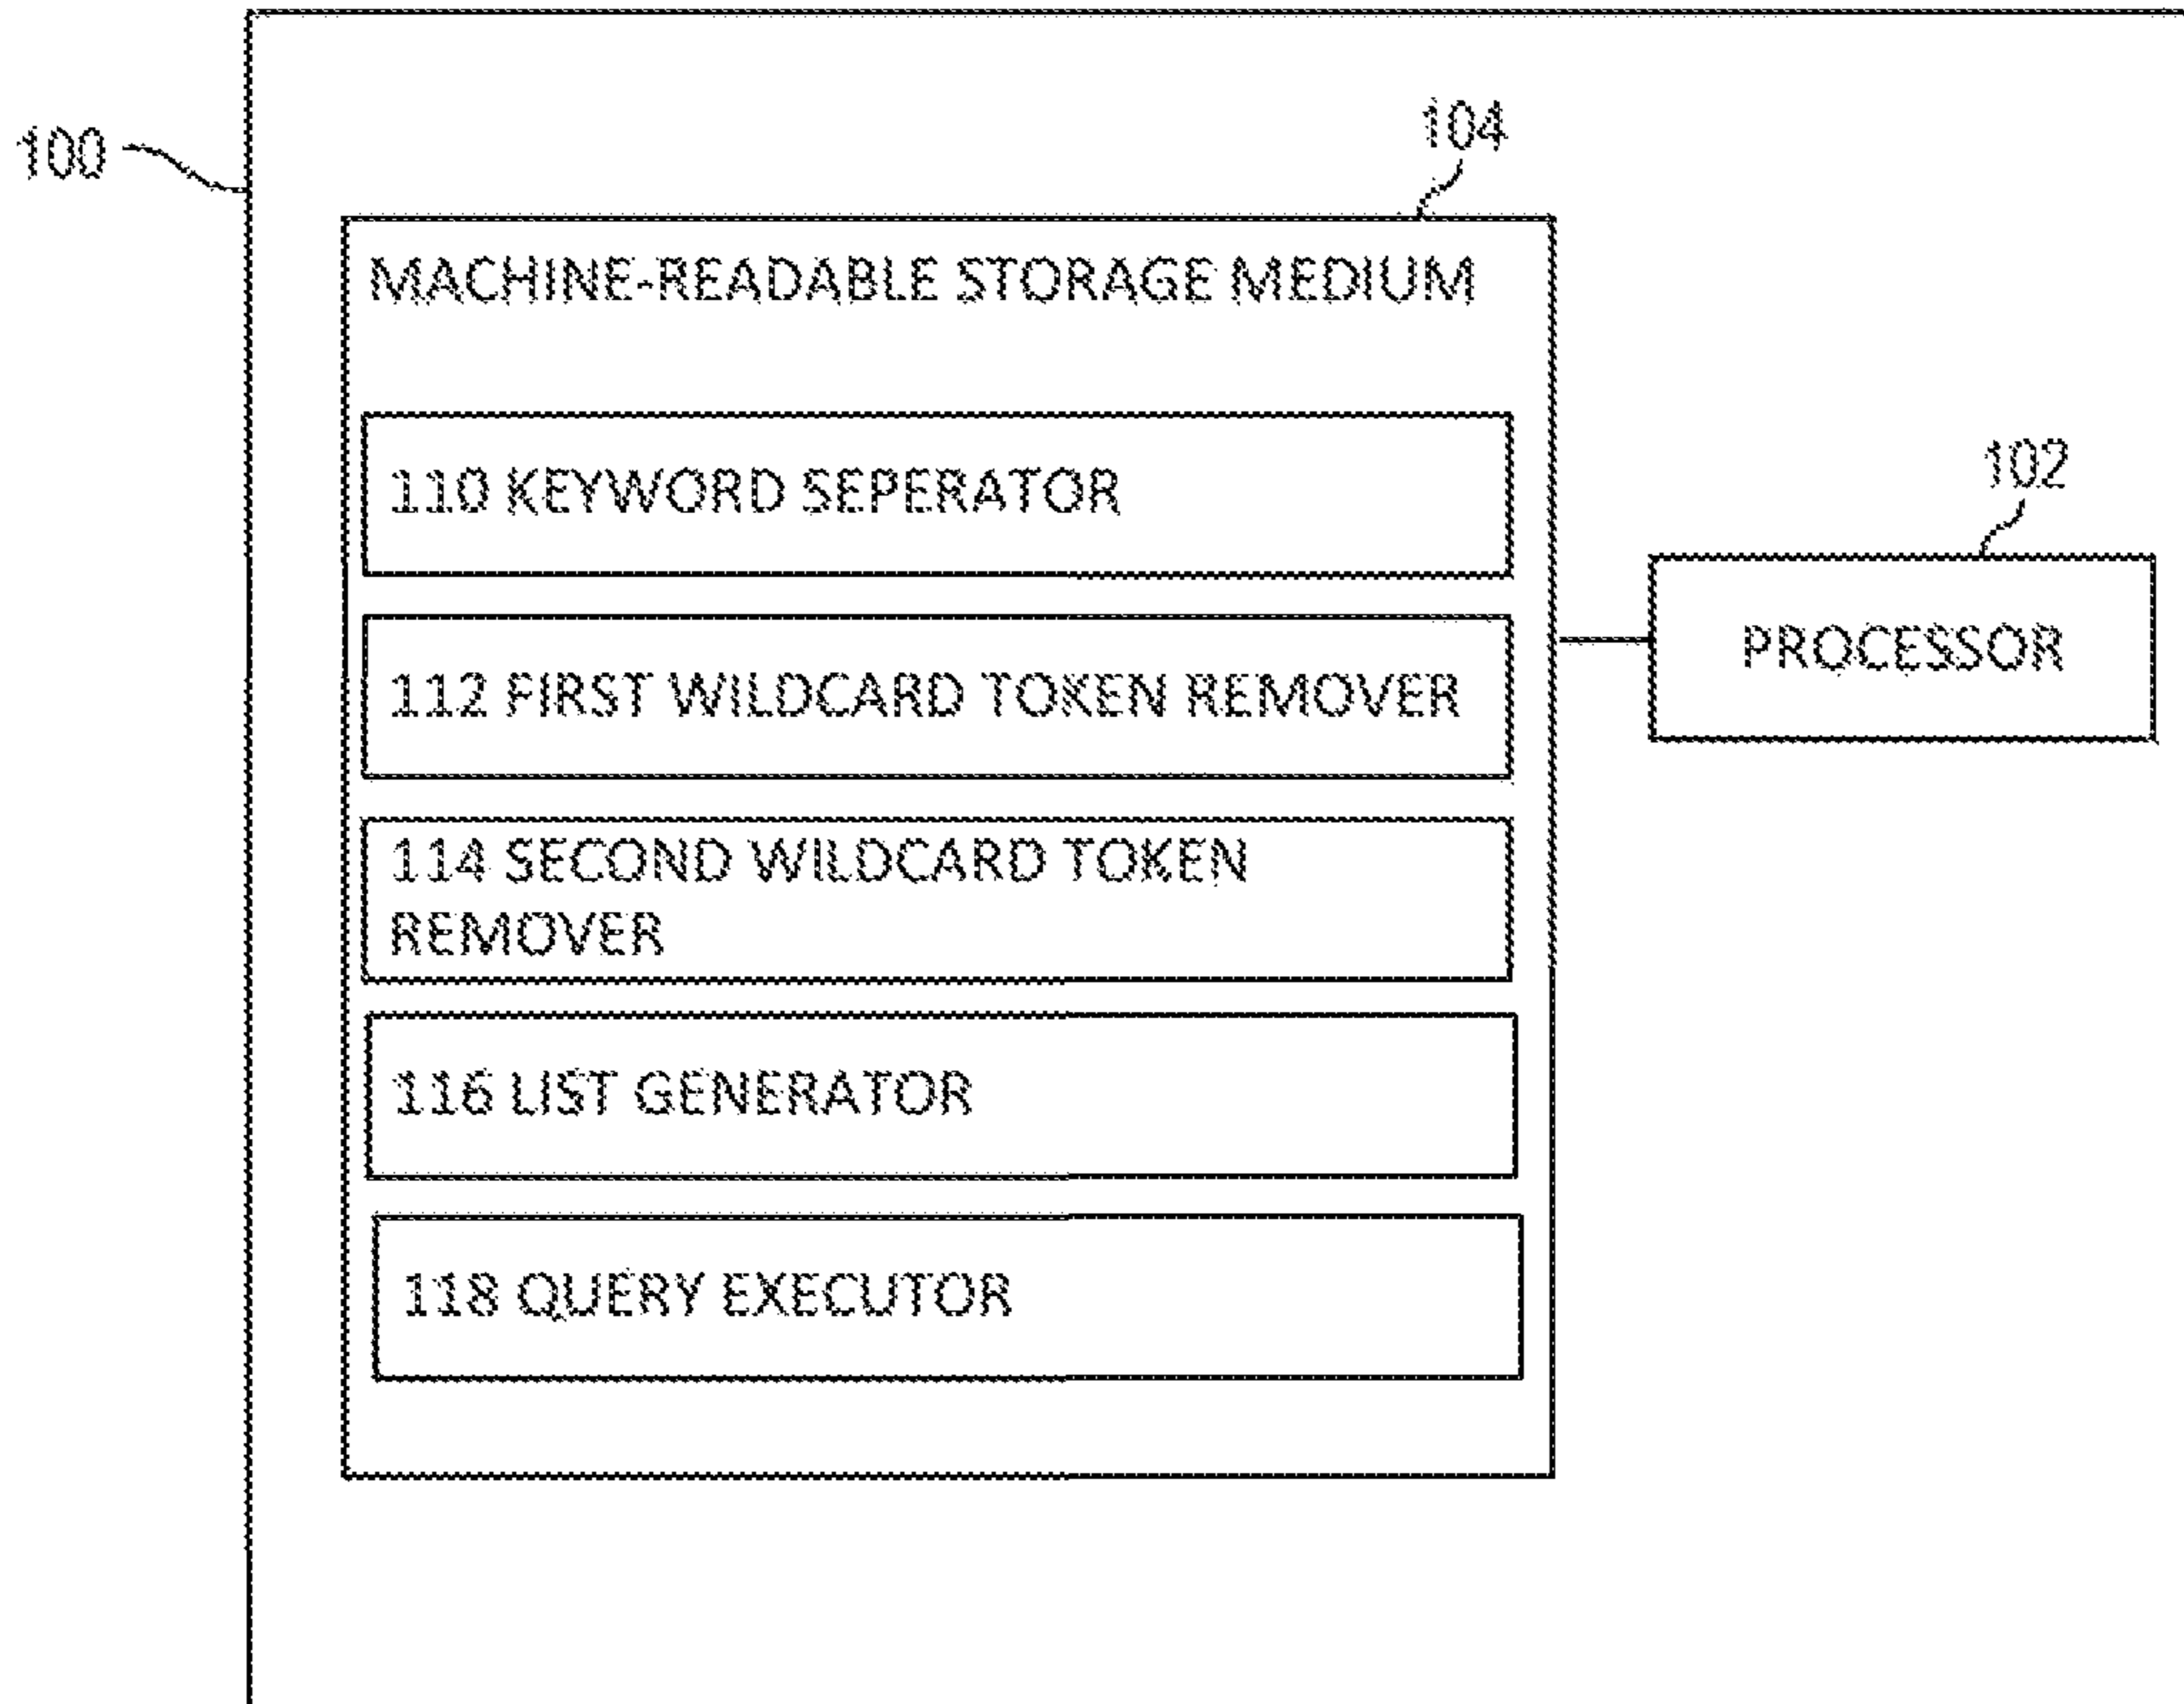 100
104
MACHINE-READABLE STORAGE MEDIUM
110 KEYWORD SEPERATOR
102
112 FIRST WILDCARD TOKEN REMOVER
PROCESSOR
114 SECOND WILDCARD TOKEN
REMOVER
116 LIST GENERATOR
118 QUERY EXECUTOR